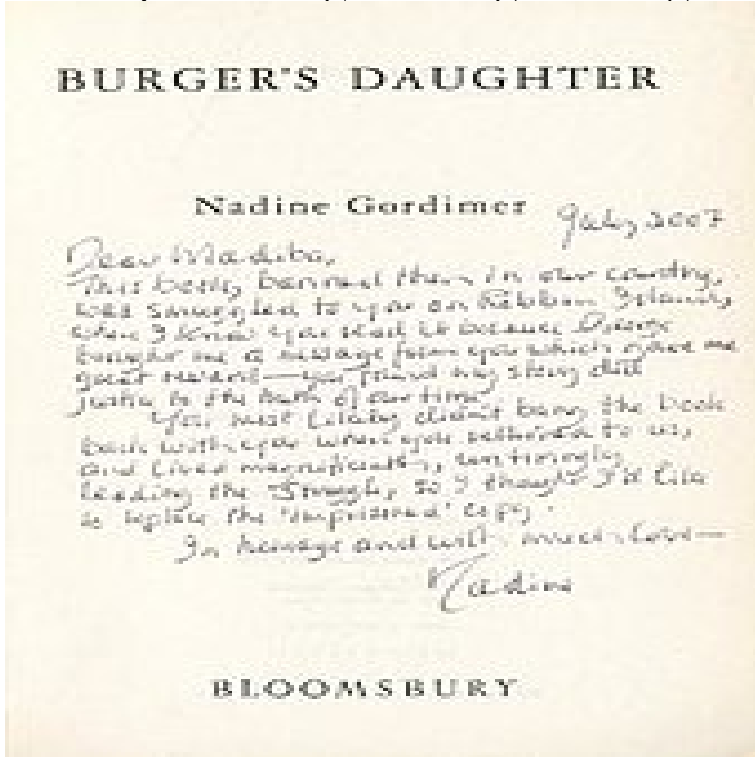 BURGER'S DAUGHTER
Nadine Gordimer
July 2007
Dear Madiba,
This book, banned then in our country,
was smuggled to you on Robben Island,
when I knew you read it because George
brought me a message from you which gave me
great reward—you found my story did
justice to the truth of our time.
You most likely didn't bring the book
back with you when you returned to us,
and lived magnificently, untiringly
leading the Struggle, so I thought I'd like
to replace the 'imprisoned' copy.
In homage and with much love—
Nadine
BLOOMSBURY